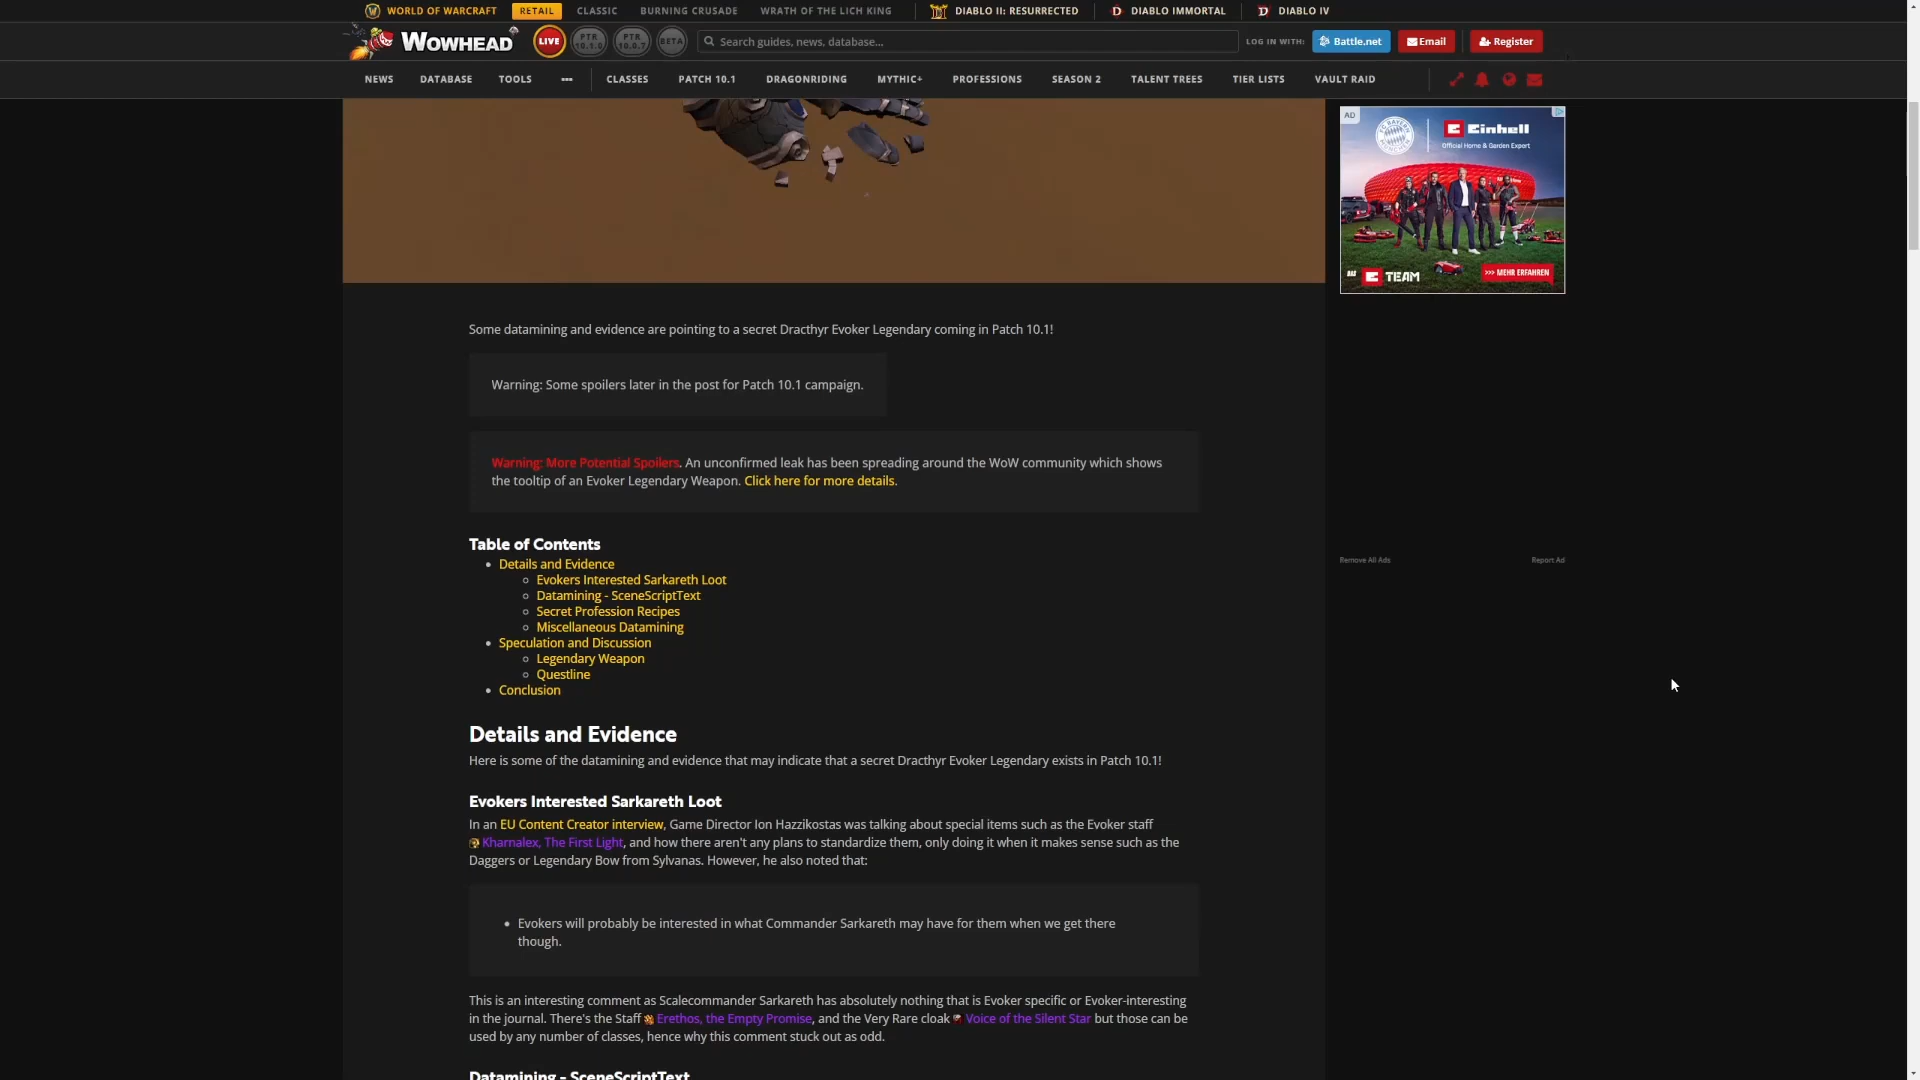 WORLD OF WARCRAFT RETAIL CLASSIC BURNING CRUSADE WRATH OF THE LICH KING DIABLO II: RESURRECTED DIABLO IMMORTAL DIABLO IV
WOWHEAD LIVE PTR 10.1.0 PTR 10.0.7 BETA Search guides, news, database... LOG IN WITH: Battle.net Email Register
NEWS DATABASE TOOLS CLASSES PATCH 10.1 DRAGONRIDING MYTHIC+ PROFESSIONS SEASON 2 TALENT TREES TIER LISTS VAULT RAID
AD
FC BAYERN MÜNCHEN
Einhell
Official Home & Garden Expert
E TEAM
>>> MEHR ERFAHREN
Some datamining and evidence are pointing to a secret Dracthyr Evoker Legendary coming in Patch 10.1!
Warning: Some spoilers later in the post for Patch 10.1 campaign.
Warning: More Potential Spoilers. An unconfirmed leak has been spreading around the WoW community which shows
the tooltip of an Evoker Legendary Weapon. Click here for more details.
Remove All Ads Report Ad
Table of Contents
• Details and Evidence
Evokers Interested Sarkareth Loot
Datamining - SceneScriptText
Secret Profession Recipes
Miscellaneous Datamining
• Speculation and Discussion
Legendary Weapon
Questline
• Conclusion
Details and Evidence
Here is some of the datamining and evidence that may indicate that a secret Dracthyr Evoker Legendary exists in Patch 10.1!
Evokers Interested Sarkareth Loot
In an EU Content Creator interview, Game Director Ion Hazzikostas was talking about special items such as the Evoker staff
Kharnalex, The First Light, and how there aren't any plans to standardize them, only doing it when it makes sense such as the
Daggers or Legendary Bow from Sylvanas. However, he also noted that:
• Evokers will probably be interested in what Commander Sarkareth may have for them when we get there
though.
This is an interesting comment as Scalecommander Sarkareth has absolutely nothing that is Evoker specific or Evoker-interesting
in the journal. There's the Staff Erethos, the Empty Promise, and the Very Rare cloak Voice of the Silent Star but those can be
used by any number of classes, hence why this comment stuck out as odd.
Datamining - SceneScriptText